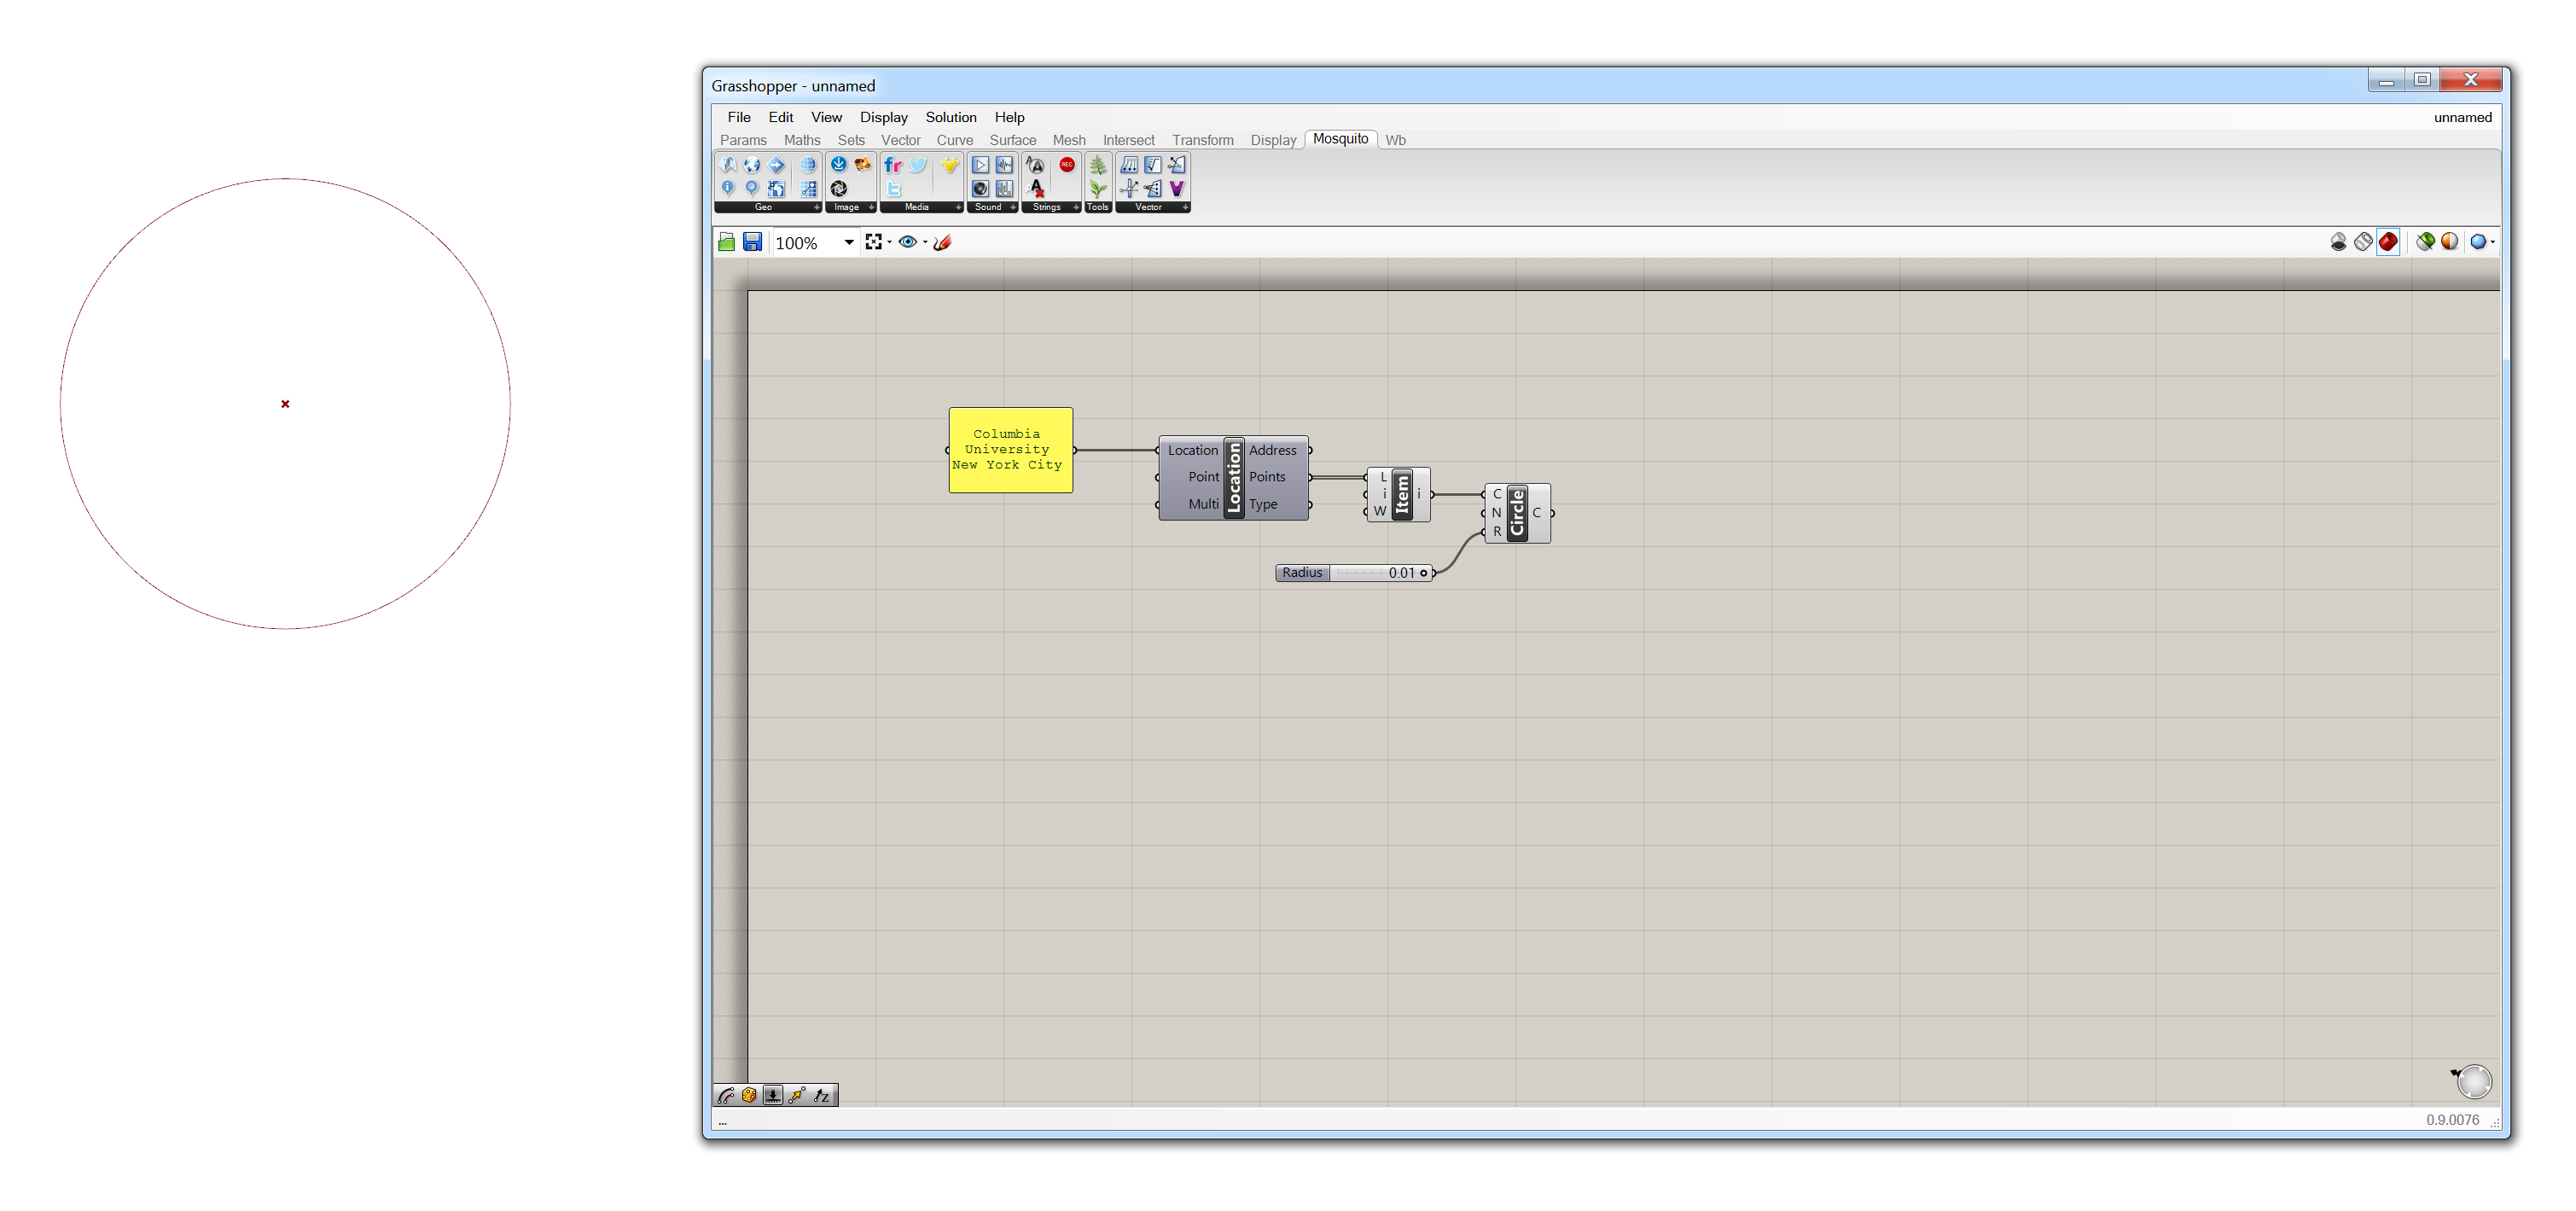 Grasshopper - unnamed
File Edit View Display Solution Help unnamed
Params Maths Sets Vector Curve Surface Mesh Intersect Transform Display Mosquito Wb
fr REC
Geo Image Media Sound Strings Tools Vector
100%
Columbia
University
New York City
Location Address
Point Points
Multi Type
Location
L
i i
W
Item
C
N C
R
Circle
Radius 0.01
...
0.9.0076